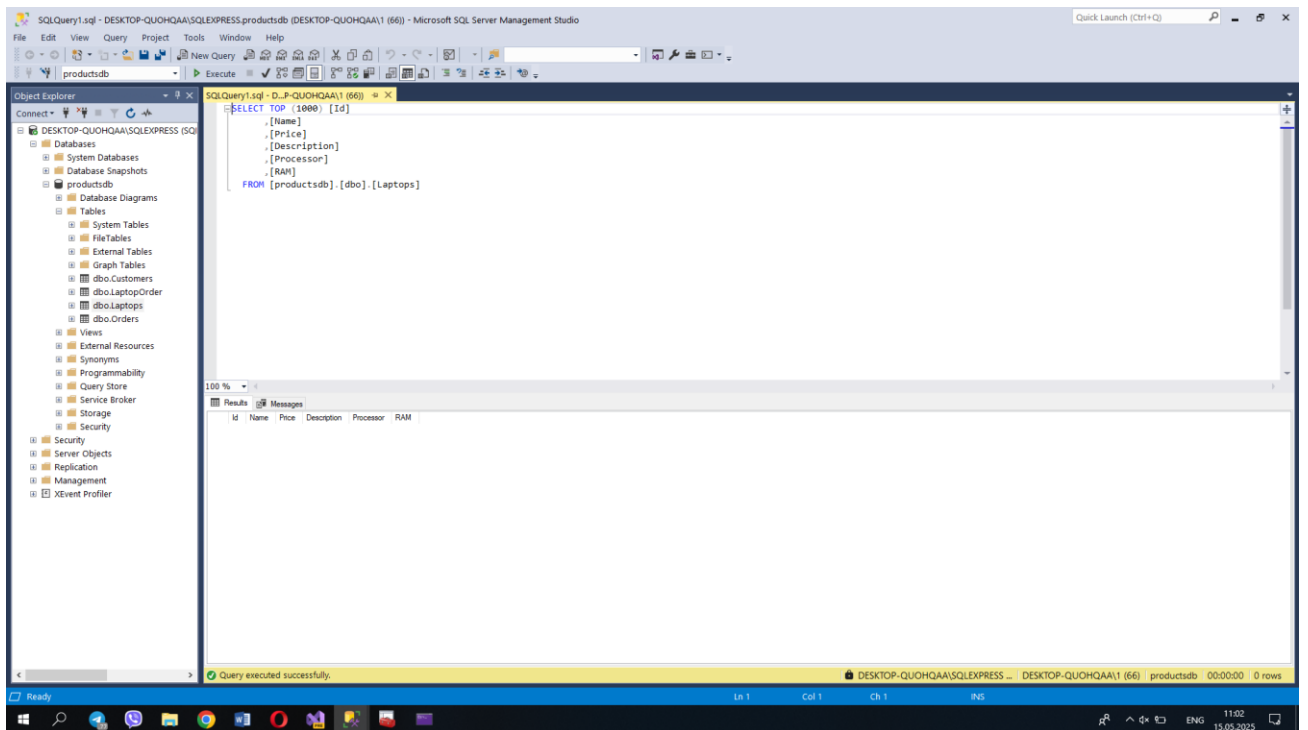 SQLQuery1.sql - DESKTOP-QUOHQAA\SQLEXPRESS.productsdb (DESKTOP-QUOHQAA\1 (66)) - Microsoft SQL Server Management Studio
Quick Launch (Ctrl+Q)
File Edit View Query Project Tools Window Help
New Query
productsdb
Execute
Object Explorer
SQLQuery1.sql - D...P-QUOHQAA\1 (66))
Connect
DESKTOP-QUOHQAA\SQLEXPRESS (SQL
Databases
System Databases
Database Snapshots
productsdb
Database Diagrams
Tables
System Tables
FileTables
External Tables
Graph Tables
dbo.Customers
dbo.LaptopOrder
dbo.Laptops
dbo.Orders
Views
External Resources
Synonyms
Programmability
Query Store
Service Broker
Storage
Security
Security
Server Objects
Replication
Management
XEvent Profiler
SELECT TOP (1000) [Id]
,[Name]
,[Price]
,[Description]
,[Processor]
,[RAM]
FROM [productsdb].[dbo].[Laptops]
100 %
Results Messages
Id Name Price Description Processor RAM
Query executed successfully.
DESKTOP-QUOHQAA\SQLEXPRESS ... DESKTOP-QUOHQAA\1 (66) productsdb 00:00:00 0 rows
Ready
Ln 1 Col 1 Ch 1 INS
ENG
11:02
15.05.2025